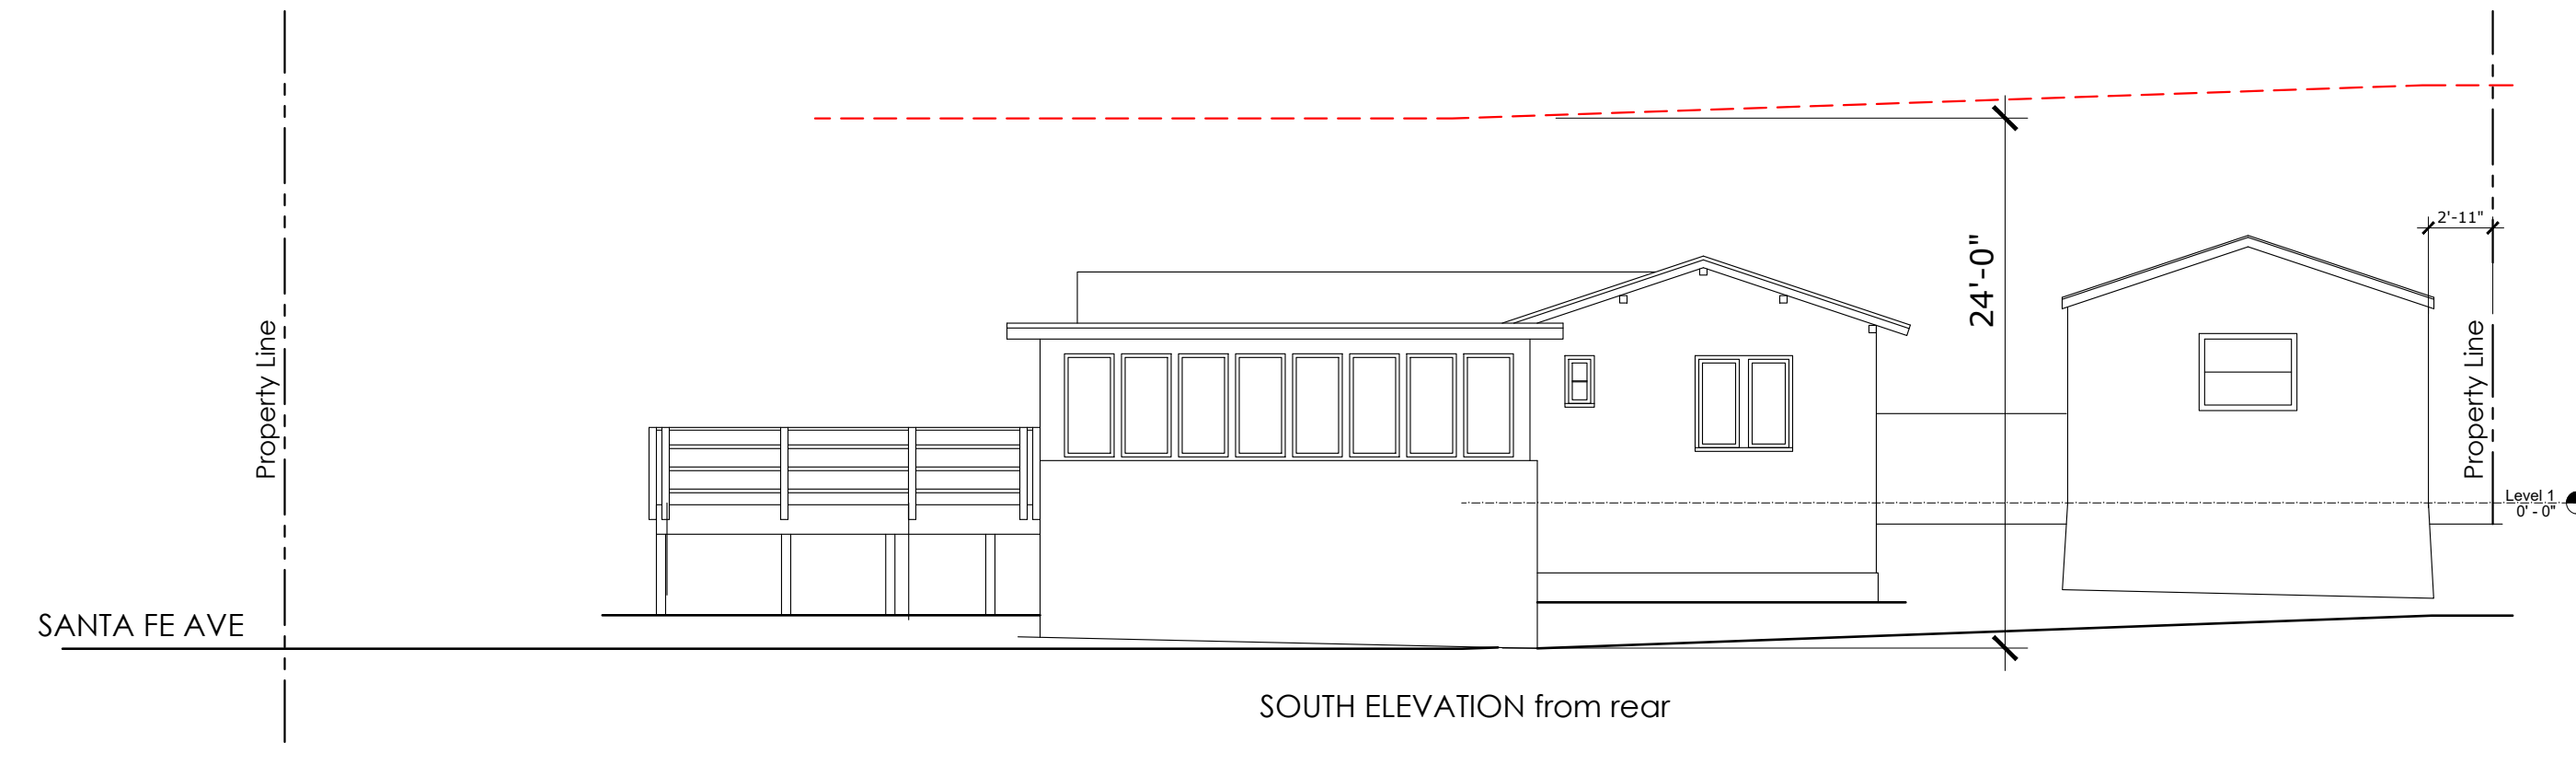 2'-11"
24'-0"
Property Line
Property Line
Level 1
0' - 0"
SANTA FE AVE
SOUTH ELEVATION from rear